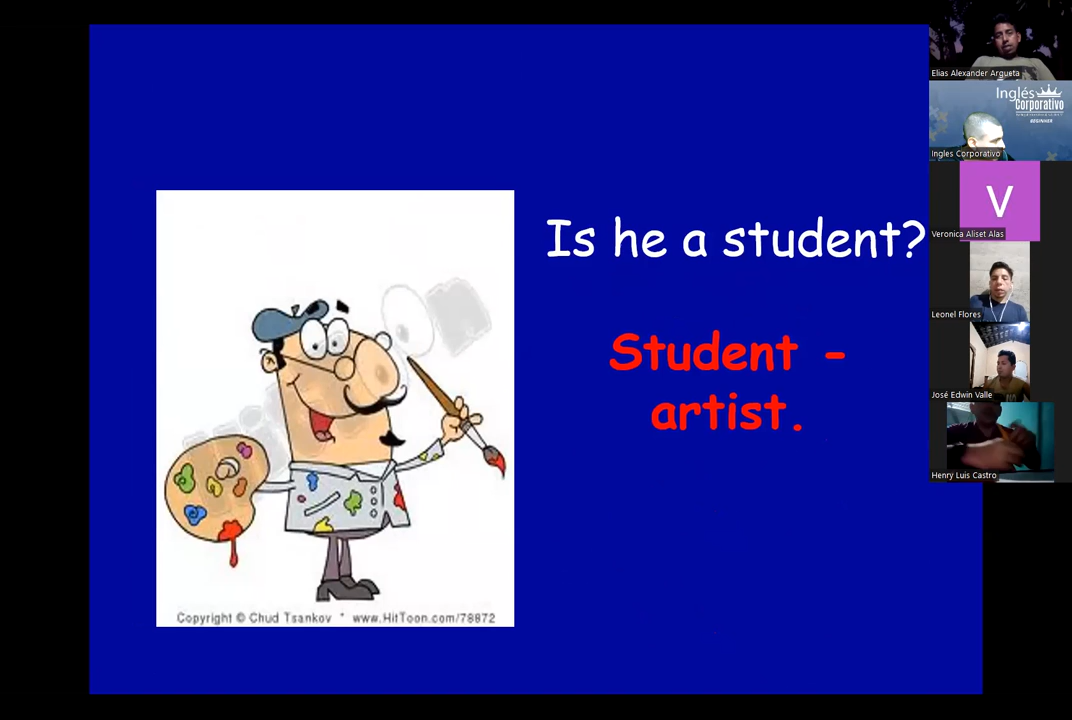 Is he a student?
Student -
artist.
Copyright © Chud Tsankov * www.HitToon.com/78872
Elias Alexander Argueta
Inglés
Corporativo
BEGINNER
Ingles Corporativo
V
Veronica Aliset Alas
Leonel Flores
José Edwin Valle
Henry Luis Castro